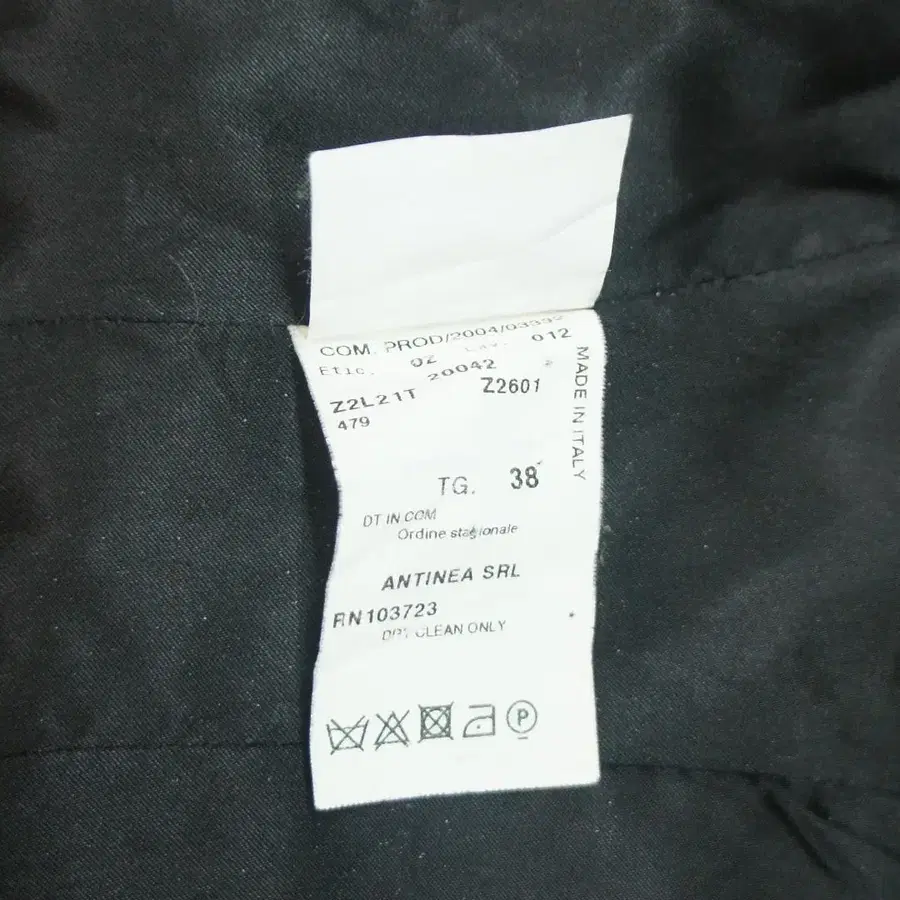 COM. PROD/2004/03392
Etic. 02 Lav. 012
20042
Z2L21T Z2601
479
MADE IN ITALY
TG. 38
DT IN.COM
Ordine stagionale
ANTINEA SRL
RN103723
DRY CLEAN ONLY
P